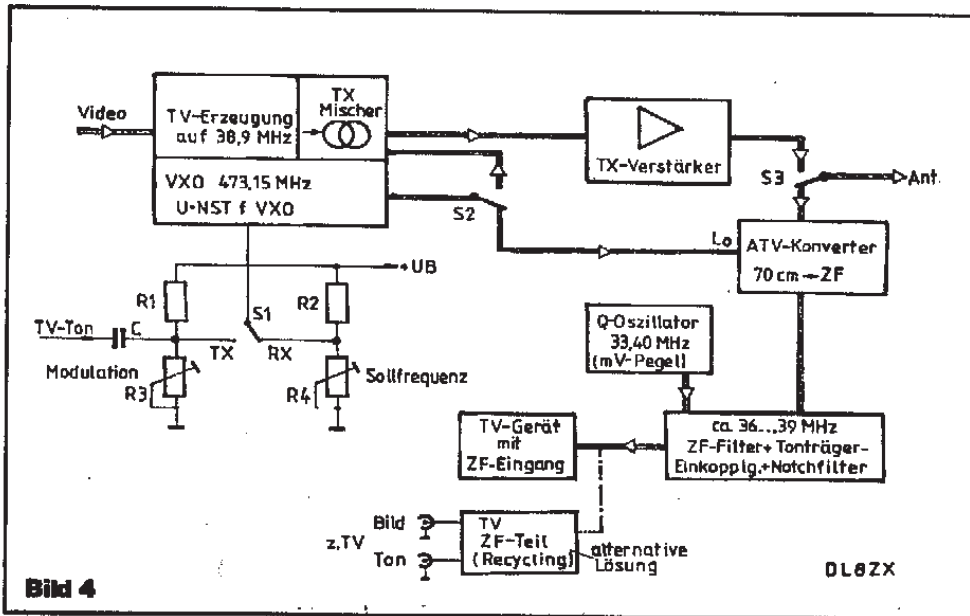 Video
TV-Erzeugung
auf 38,9 MHz
TX
Mischer
TX-Verstärker
S3
Ant.
VXO 473,15 MHz
U·NST f VXO
S2
Lo
ATV-Konverter
70 cm → ZF
+UB
R1
R2
S1
TV-Ton
C
TX
RX
Modulation
R3
R4
Sollfrequenz
Q-Oszillator
33,40 MHz
(mV-Pegel)
TV-Gerät
mit
ZF-Eingang
ca. 36...39 MHz
ZF-Filter+Tonträger-
Einkopplg.+Notchfilter
Bild
z.TV
Ton
TV
ZF-Teil
(Recycling)
alternative
Lösung
Bild 4
DL8ZX